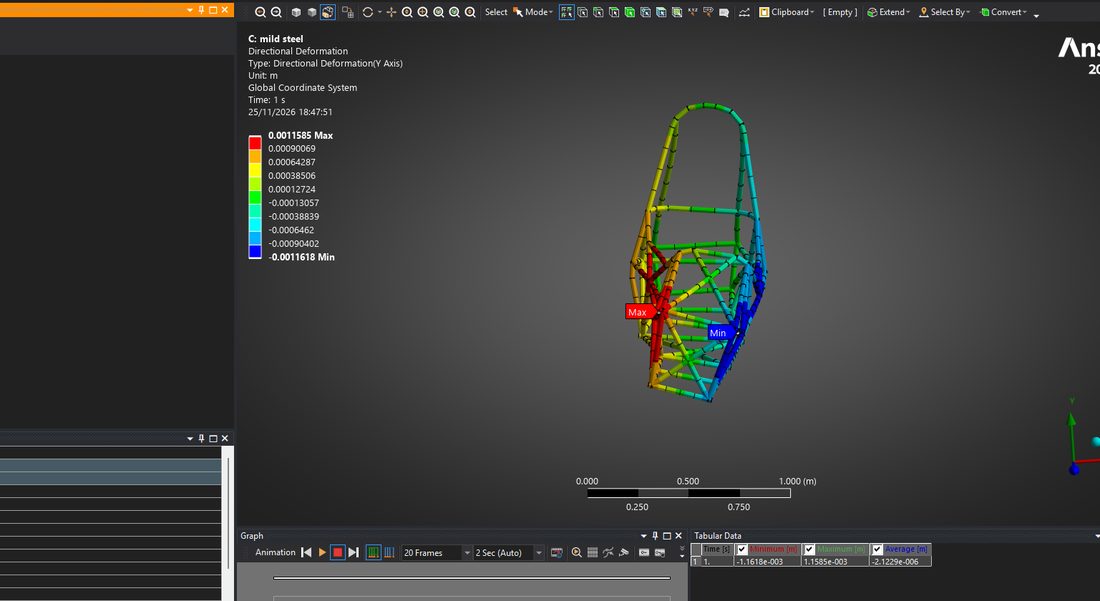 Select Mode Clipboard [ Empty ] Extend Select By Convert
C: mild steel
Directional Deformation
Type: Directional Deformation(Y Axis)
Unit: m
Global Coordinate System
Time: 1 s
25/11/2026 18:47:51
Ans
20
0.0011585 Max
0.00090069
0.00064287
0.00038506
0.00012724
-0.00013057
-0.00038839
-0.0006462
-0.00090402
-0.0011618 Min
Max
Min
Y
0.000 0.500 1.000 (m)
0.250 0.750
Graph
Animation 20 Frames 2 Sec (Auto)
Tabular Data
Time [s] Minimum [m] Maximum [m] Average [m]
1 1. -1.1618e-003 1.1585e-003 -2.1229e-006